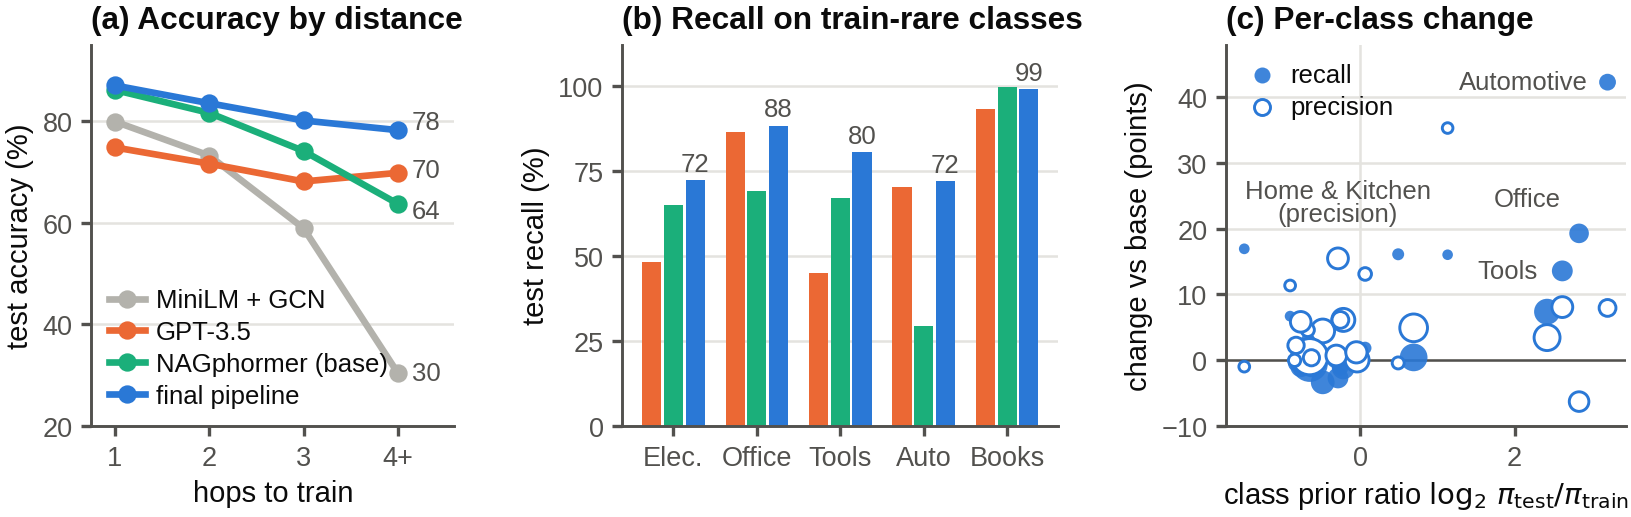 (a) Accuracy by distance
test accuracy (%)
80
60
40
20
1
2
3
4+
hops to train
78
70
64
30
MiniLM + GCN
GPT-3.5
NAGphormer (base)
final pipeline
(b) Recall on train-rare classes
test recall (%)
100
75
50
25
0
72
88
80
72
99
Elec.
Office
Tools
Auto
Books
(c) Per-class change
change vs base (points)
40
30
20
10
0
−10
recall
precision
Automotive
Home & Kitchen
(precision)
Office
Tools
0
2
class prior ratio log₂ π_test/π_train